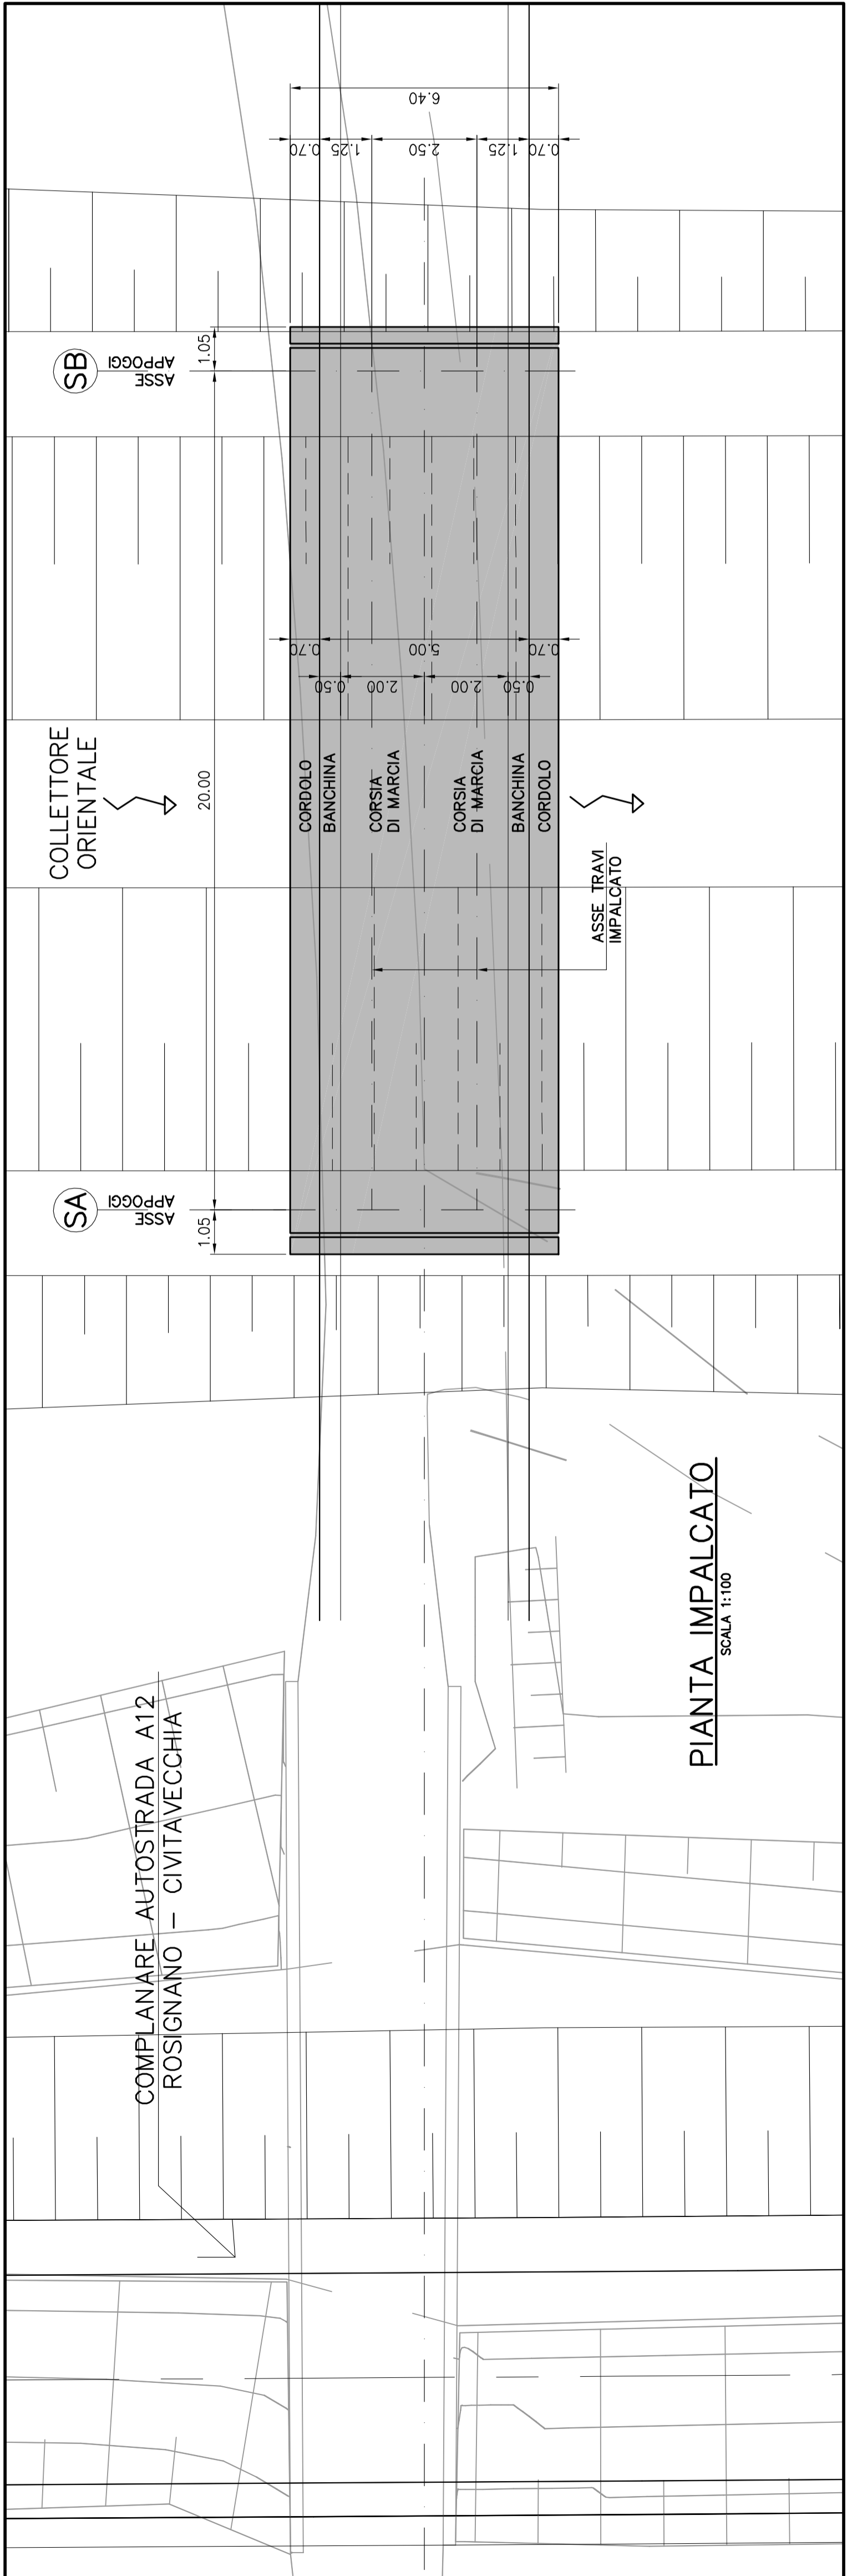 6.40
0.70
1.25
2.50
1.25
0.70
SB
ASSE
APPOGGI
1.05
0.70
5.00
0.70
0.50
2.00
2.00
0.50
COLLETTORE
ORIENTALE
20.00
CORDOLO
BANCHINA
CORSIA
DI MARCIA
CORSIA
DI MARCIA
BANCHINA
CORDOLO
ASSE TRAVI
IMPALCATO
SA
ASSE
APPOGGI
1.05
PIANTA IMPALCATO
SCALA 1:100
COMPLANARE AUTOSTRADA A12
ROSIGNANO – CIVITAVECCHIA